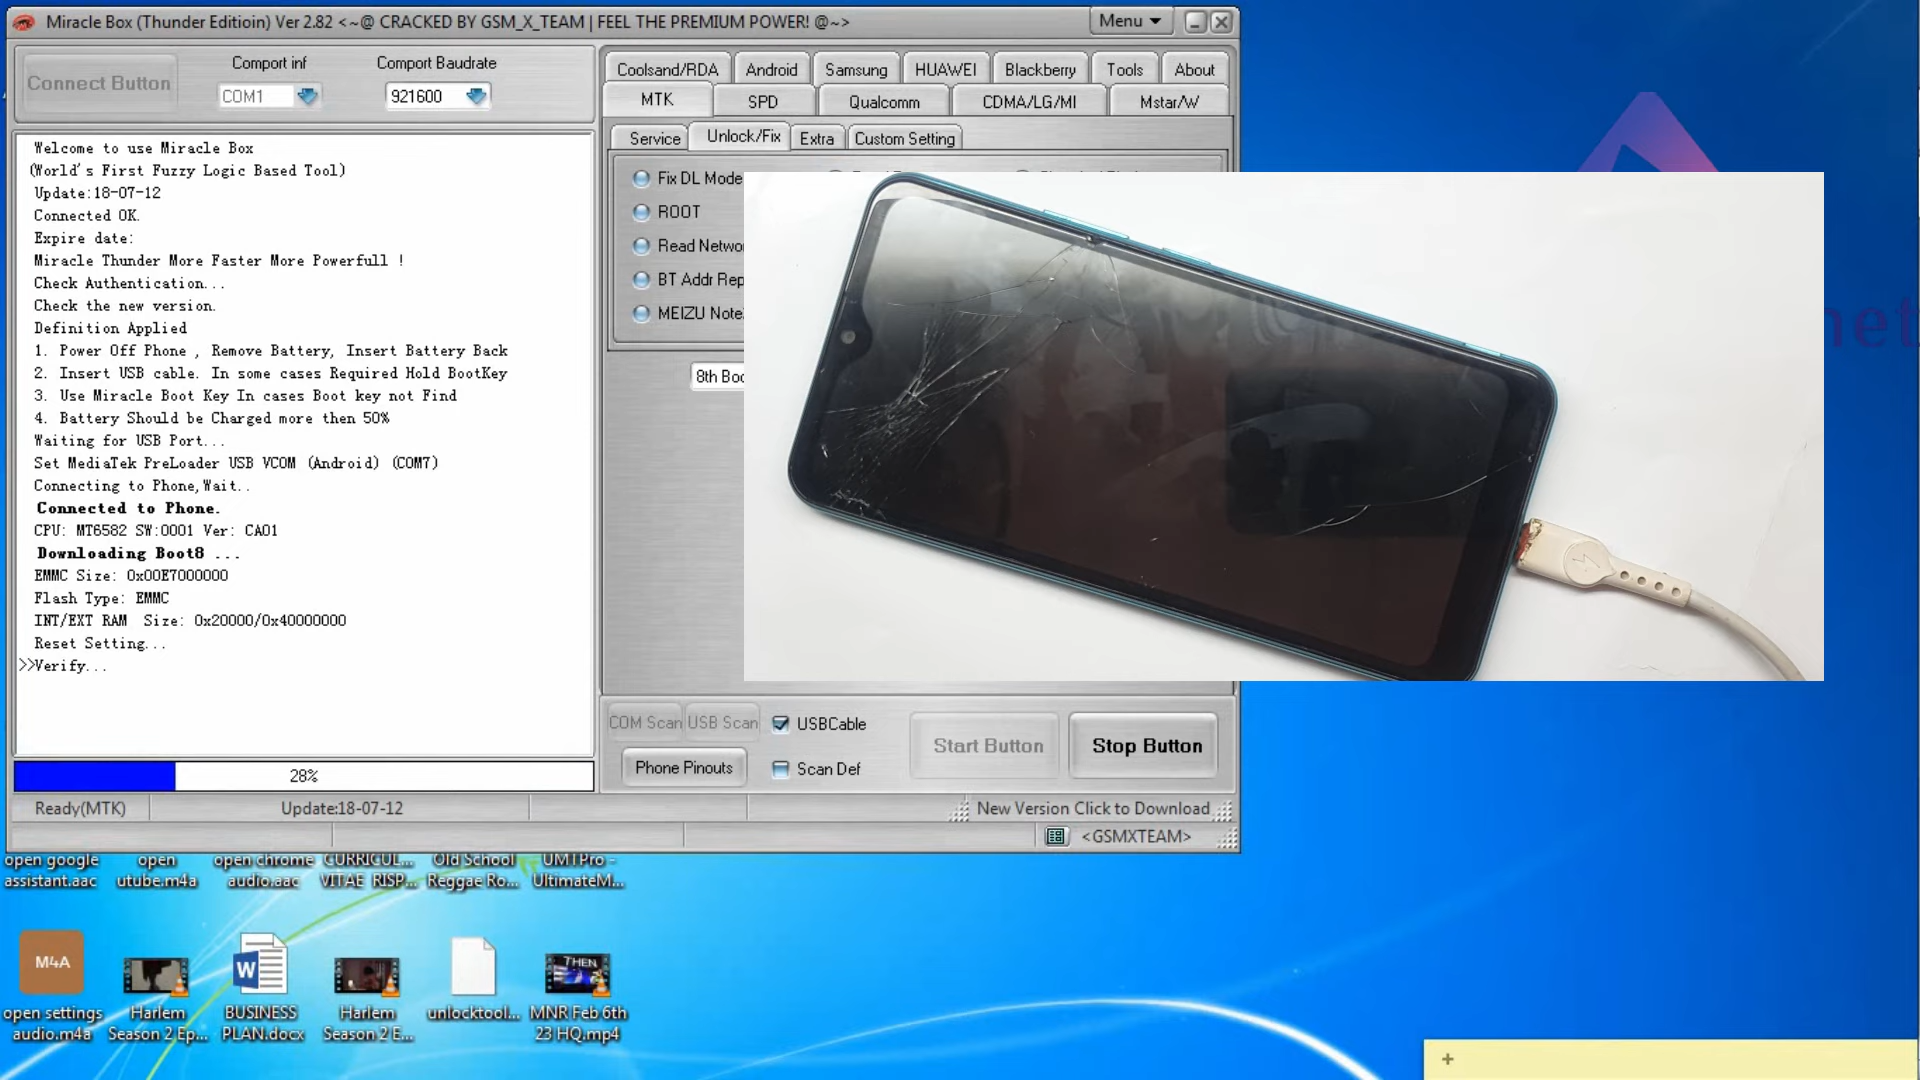 Miracle Box (Thunder Editioin) Ver 2.82 <~@ CRACKED BY GSM_X_TEAM | FEEL THE PREMIUM POWER! @~>
Menu
Connect Button
Comport inf
Comport Baudrate
COM1
921600
Coolsand/RDA
Android
Samsung
HUAWEI
Blackberry
Tools
About
MTK
SPD
Qualcomm
CDMA/LG/MI
Mstar/W
Service
Unlock/Fix
Extra
Custom Setting
Fix DL Mode
ROOT
Read Networ
BT Addr Rep
MEIZU Note
8th Boo
Welcome to use Miracle Box
(World's First Fuzzy Logic Based Tool)
Update:18-07-12
Connected OK.
Expire date:
Miracle Thunder More Faster More Powerfull !
Check Authentication...
Check the new version.
Definition Applied
1. Power Off Phone , Remove Battery, Insert Battery Back
2. Insert USB cable. In some cases Required Hold BootKey
3. Use Miracle Boot Key In cases Boot key not Find
4. Battery Should be Charged more then 50%
Waiting for USB Port...
Set MediaTek PreLoader USB VCOM (Android) (COM7)
Connecting to Phone,Wait..
Connected to Phone.
CPU: MT6582 SW:0001 Ver: CA01
Downloading Boot8 ...
EMMC Size: 0x00E7000000
Flash Type: EMMC
INT/EXT RAM Size: 0x20000/0x40000000
Reset Setting...
>>Verify...
28%
COM Scan
USB Scan
USBCable
Phone Pinouts
Scan Def
Start Button
Stop Button
Ready(MTK)
Update:18-07-12
New Version Click to Download
<GSMXTEAM>
net
open google
assistant.aac
open
utube.m4a
open chrome
audio.aac
CURRICUL...
VITAE RISP...
Old School
Reggae Ro...
UMTPro -
UltimateM...
M4A
open settings
audio.m4a
Harlem
Season 2 Ep...
W
BUSINESS
PLAN.docx
Harlem
Season 2 E...
unlocktool...
THEN
MNR Feb 6th
23 HQ.mp4
+